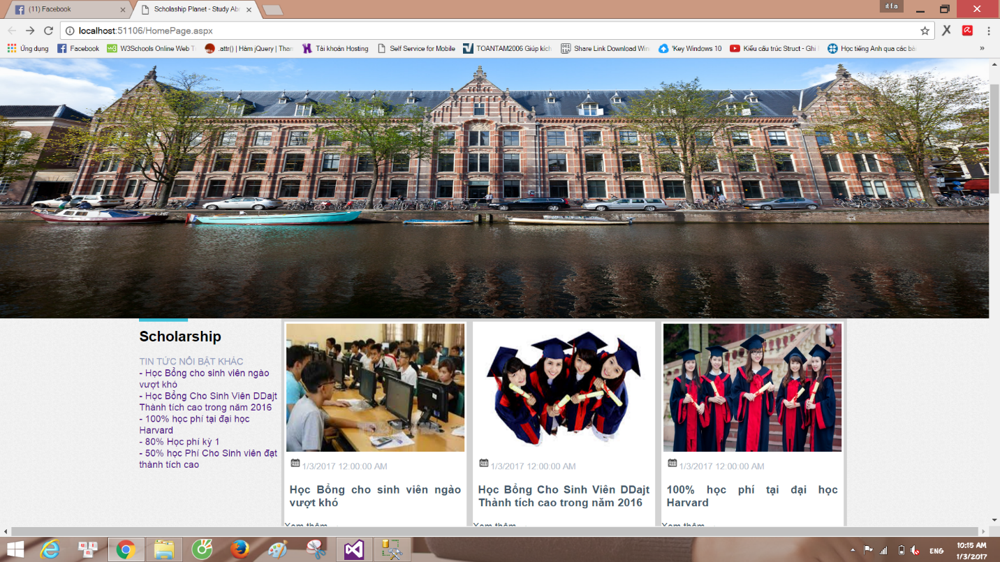 (11) Facebook
Scholaship Planet - Study Ab
it f.a
localhost:51106/HomePage.aspx
Ứng dụng
Facebook
W3Schools Online Web T
.attr() | Hàm jQuery | Tha
Tài khoản Hosting
Self Service for Mobile
TOANTAM2006 Giúp kích
Share Link Download Win
'Key Windows 10
Kiểu cấu trúc Struct - Ghi
Học tiếng Anh qua các bà
»
Scholarship
TIN TỨC NỔI BẬT KHÁC
- Học Bổng cho sinh viên ngào
vượt khó
- Học Bổng Cho Sinh Viên DDajt
Thành tích cao trong năm 2016
- 100% học phí tại đại học
Harvard
- 80% Học phí kỳ 1
- 50% học Phí Cho Sinh viên đạt
thành tích cao
1/3/2017 12:00:00 AM
Học Bổng cho sinh viên ngào
vượt khó
Xem thêm
1/3/2017 12:00:00 AM
Học Bổng Cho Sinh Viên DDajt
Thành tích cao trong năm 2016
Xem thêm
1/3/2017 12:00:00 AM
100% học phí tại đại học
Harvard
Xem thêm
ENG
10:15 AM
1/3/2017